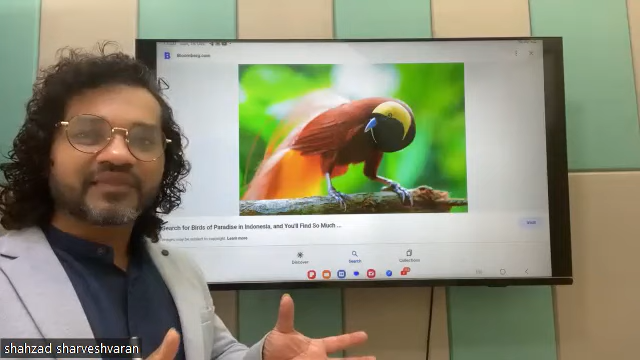 B Bloomberg.com
Search for Birds of Paradise in Indonesia, and You'll Find So Much ...
Images may be subject to copyright. Learn more
Discover
Search
Collections
shahzad sharveshvaran